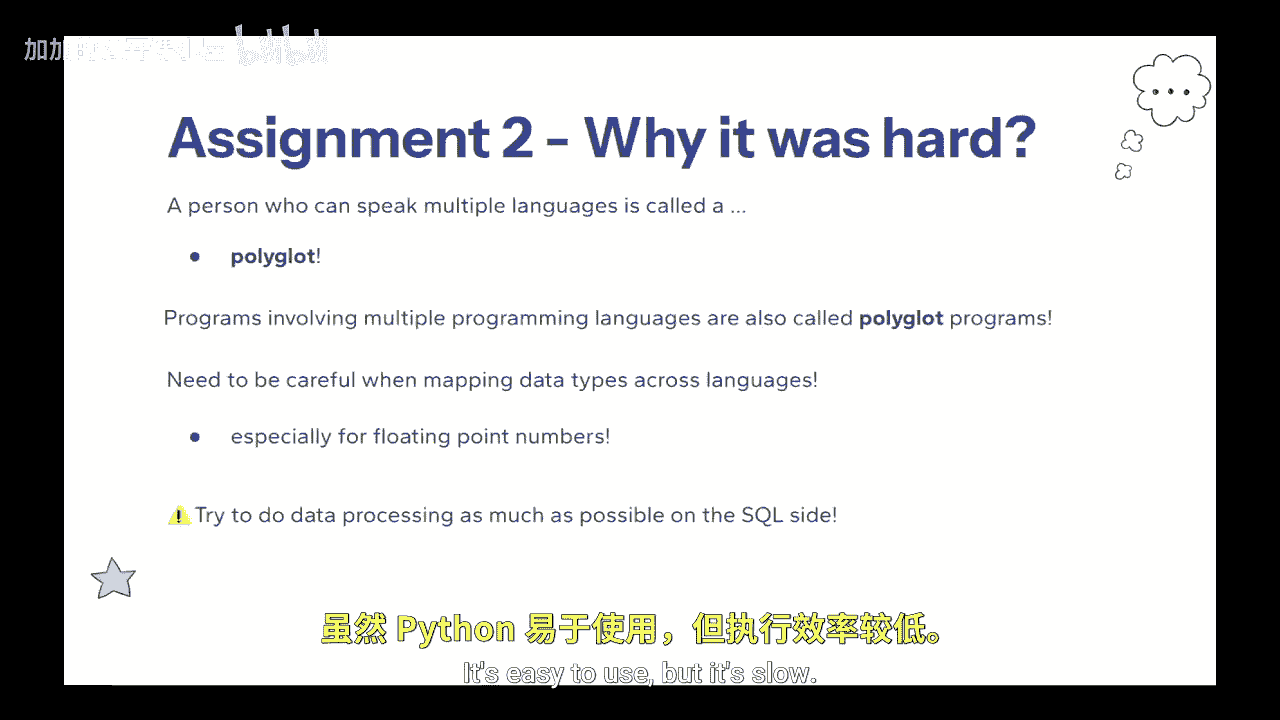 加加
Assignment 2 - Why it was hard?
A person who can speak multiple languages is called a ...
● polyglot!
Programs involving multiple programming languages are also called polyglot programs!
Need to be careful when mapping data types across languages!
● especially for floating point numbers!
⚠ Try to do data processing as much as possible on the SQL side!
虽然 Python 易于使用，但执行效率较低。
It's easy to use, but it's slow.